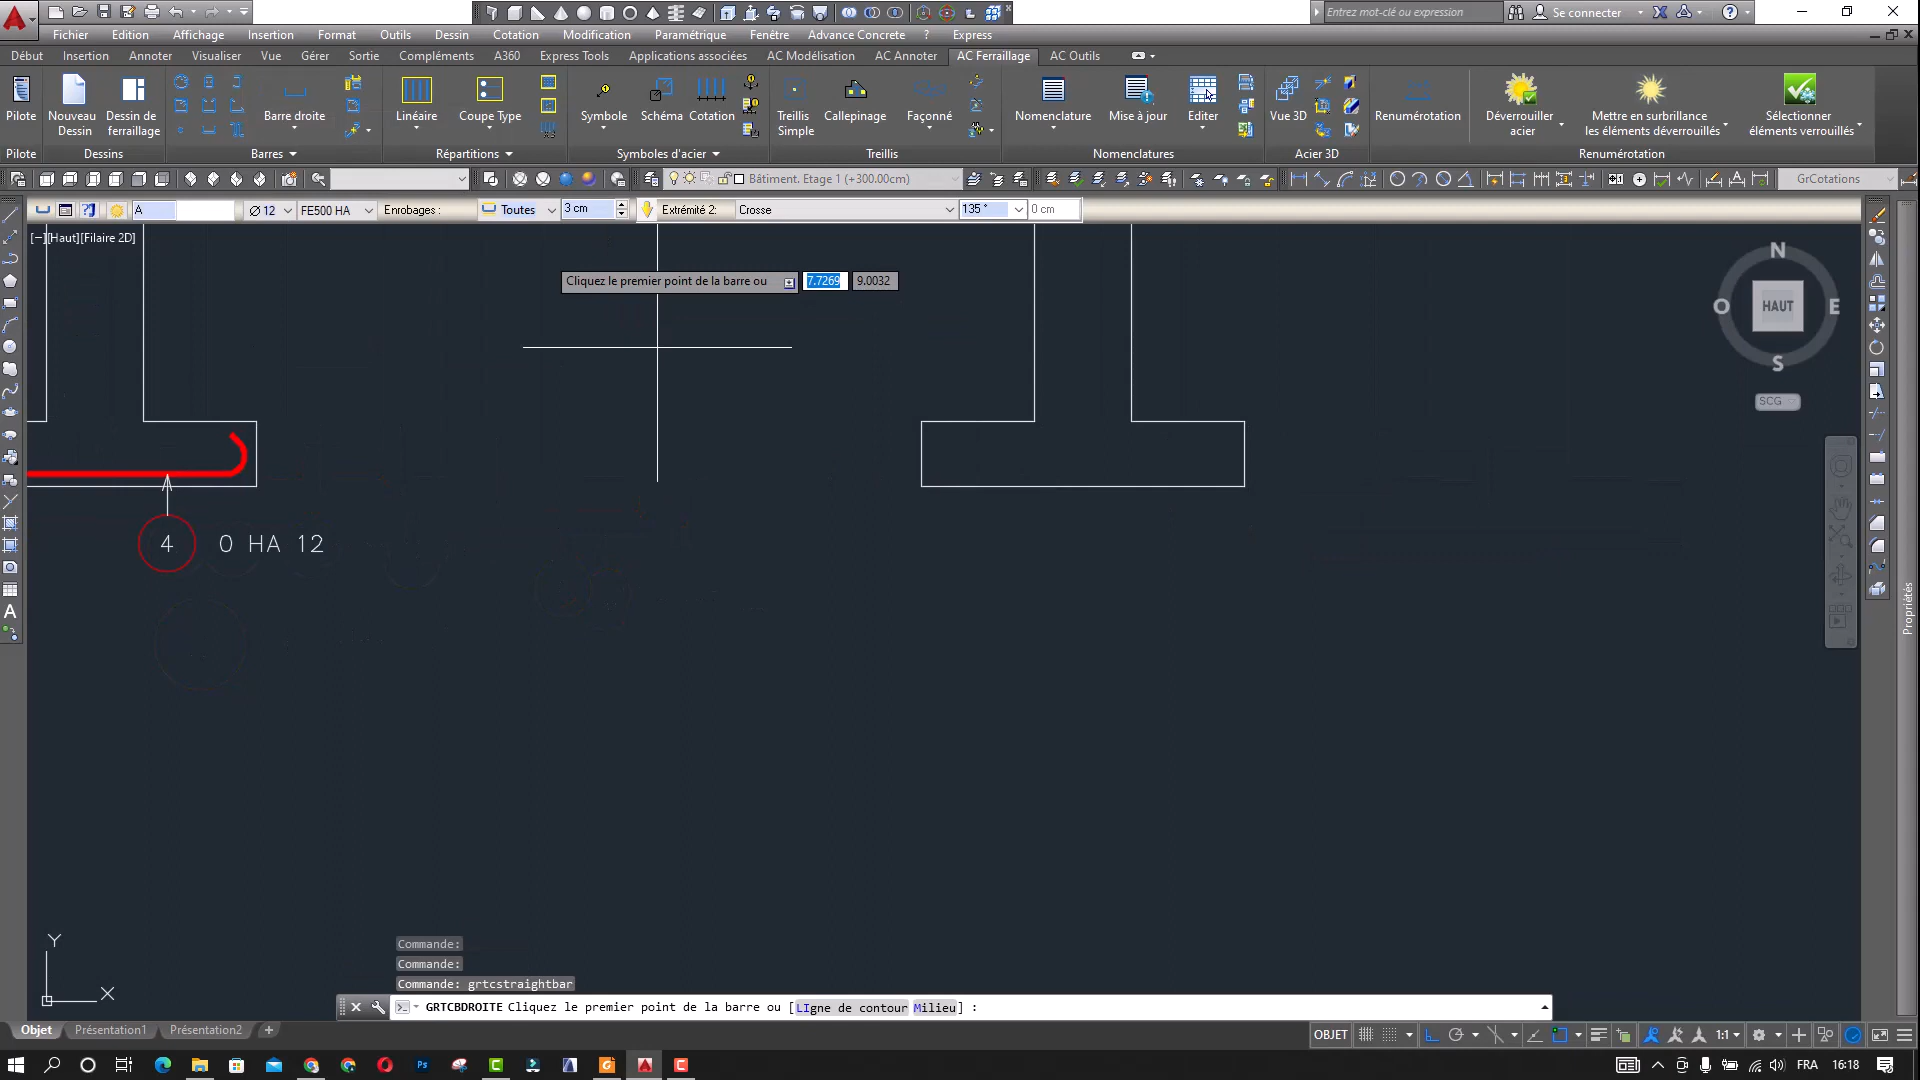 Entrez mot-clé ou expression
Se connecter
Fichier Edition Affichage Insertion Format Outils Dessin Cotation Modification Paramétrique Fenêtre Advance Concrete ? Express
Début Insertion Annoter Visualiser Vue Gérer Sortie Compléments A360 Express Tools Applications associées AC Modélisation AC Annoter AC Ferraillage AC Outils
Pilote
Nouveau
Dessin
Dessin de
ferraillage
Barre droite
Linéaire
Coupe Type
Symbole
Schéma
Cotation
Treillis
Simple
Callepinage
Façonné
Nomenclature
Mise à jour
Editer
Vue 3D
Renumérotation
Déverrouiller
acier
Mettre en surbrillance
les éléments déverrouillés
Sélectionner
éléments verrouillés
Pilote Dessins Barres Répartitions Symboles d'acier Treillis Nomenclatures Acier 3D Renumérotation
Bâtiment. Etage 1 (+300.00cm)
GrCotations
A Ø 12 FE500 HA Enrobages : Toutes 3 cm Extrémité 2: Crosse 135 ° 0 cm
[−][Haut][Filaire 2D]
Cliquez le premier point de la barre ou 7.7269 9.0032
N
O HAUT E
S
SCG
4 0 HA 12
Propriétés
Y
X
Commande:
Commande:
Commande: grtcstraightbar
GRTCBDROITE Cliquez le premier point de la barre ou [LIgne de contour Milieu] :
Objet Présentation1 Présentation2 +
OBJET 1:1
FRA 16:18